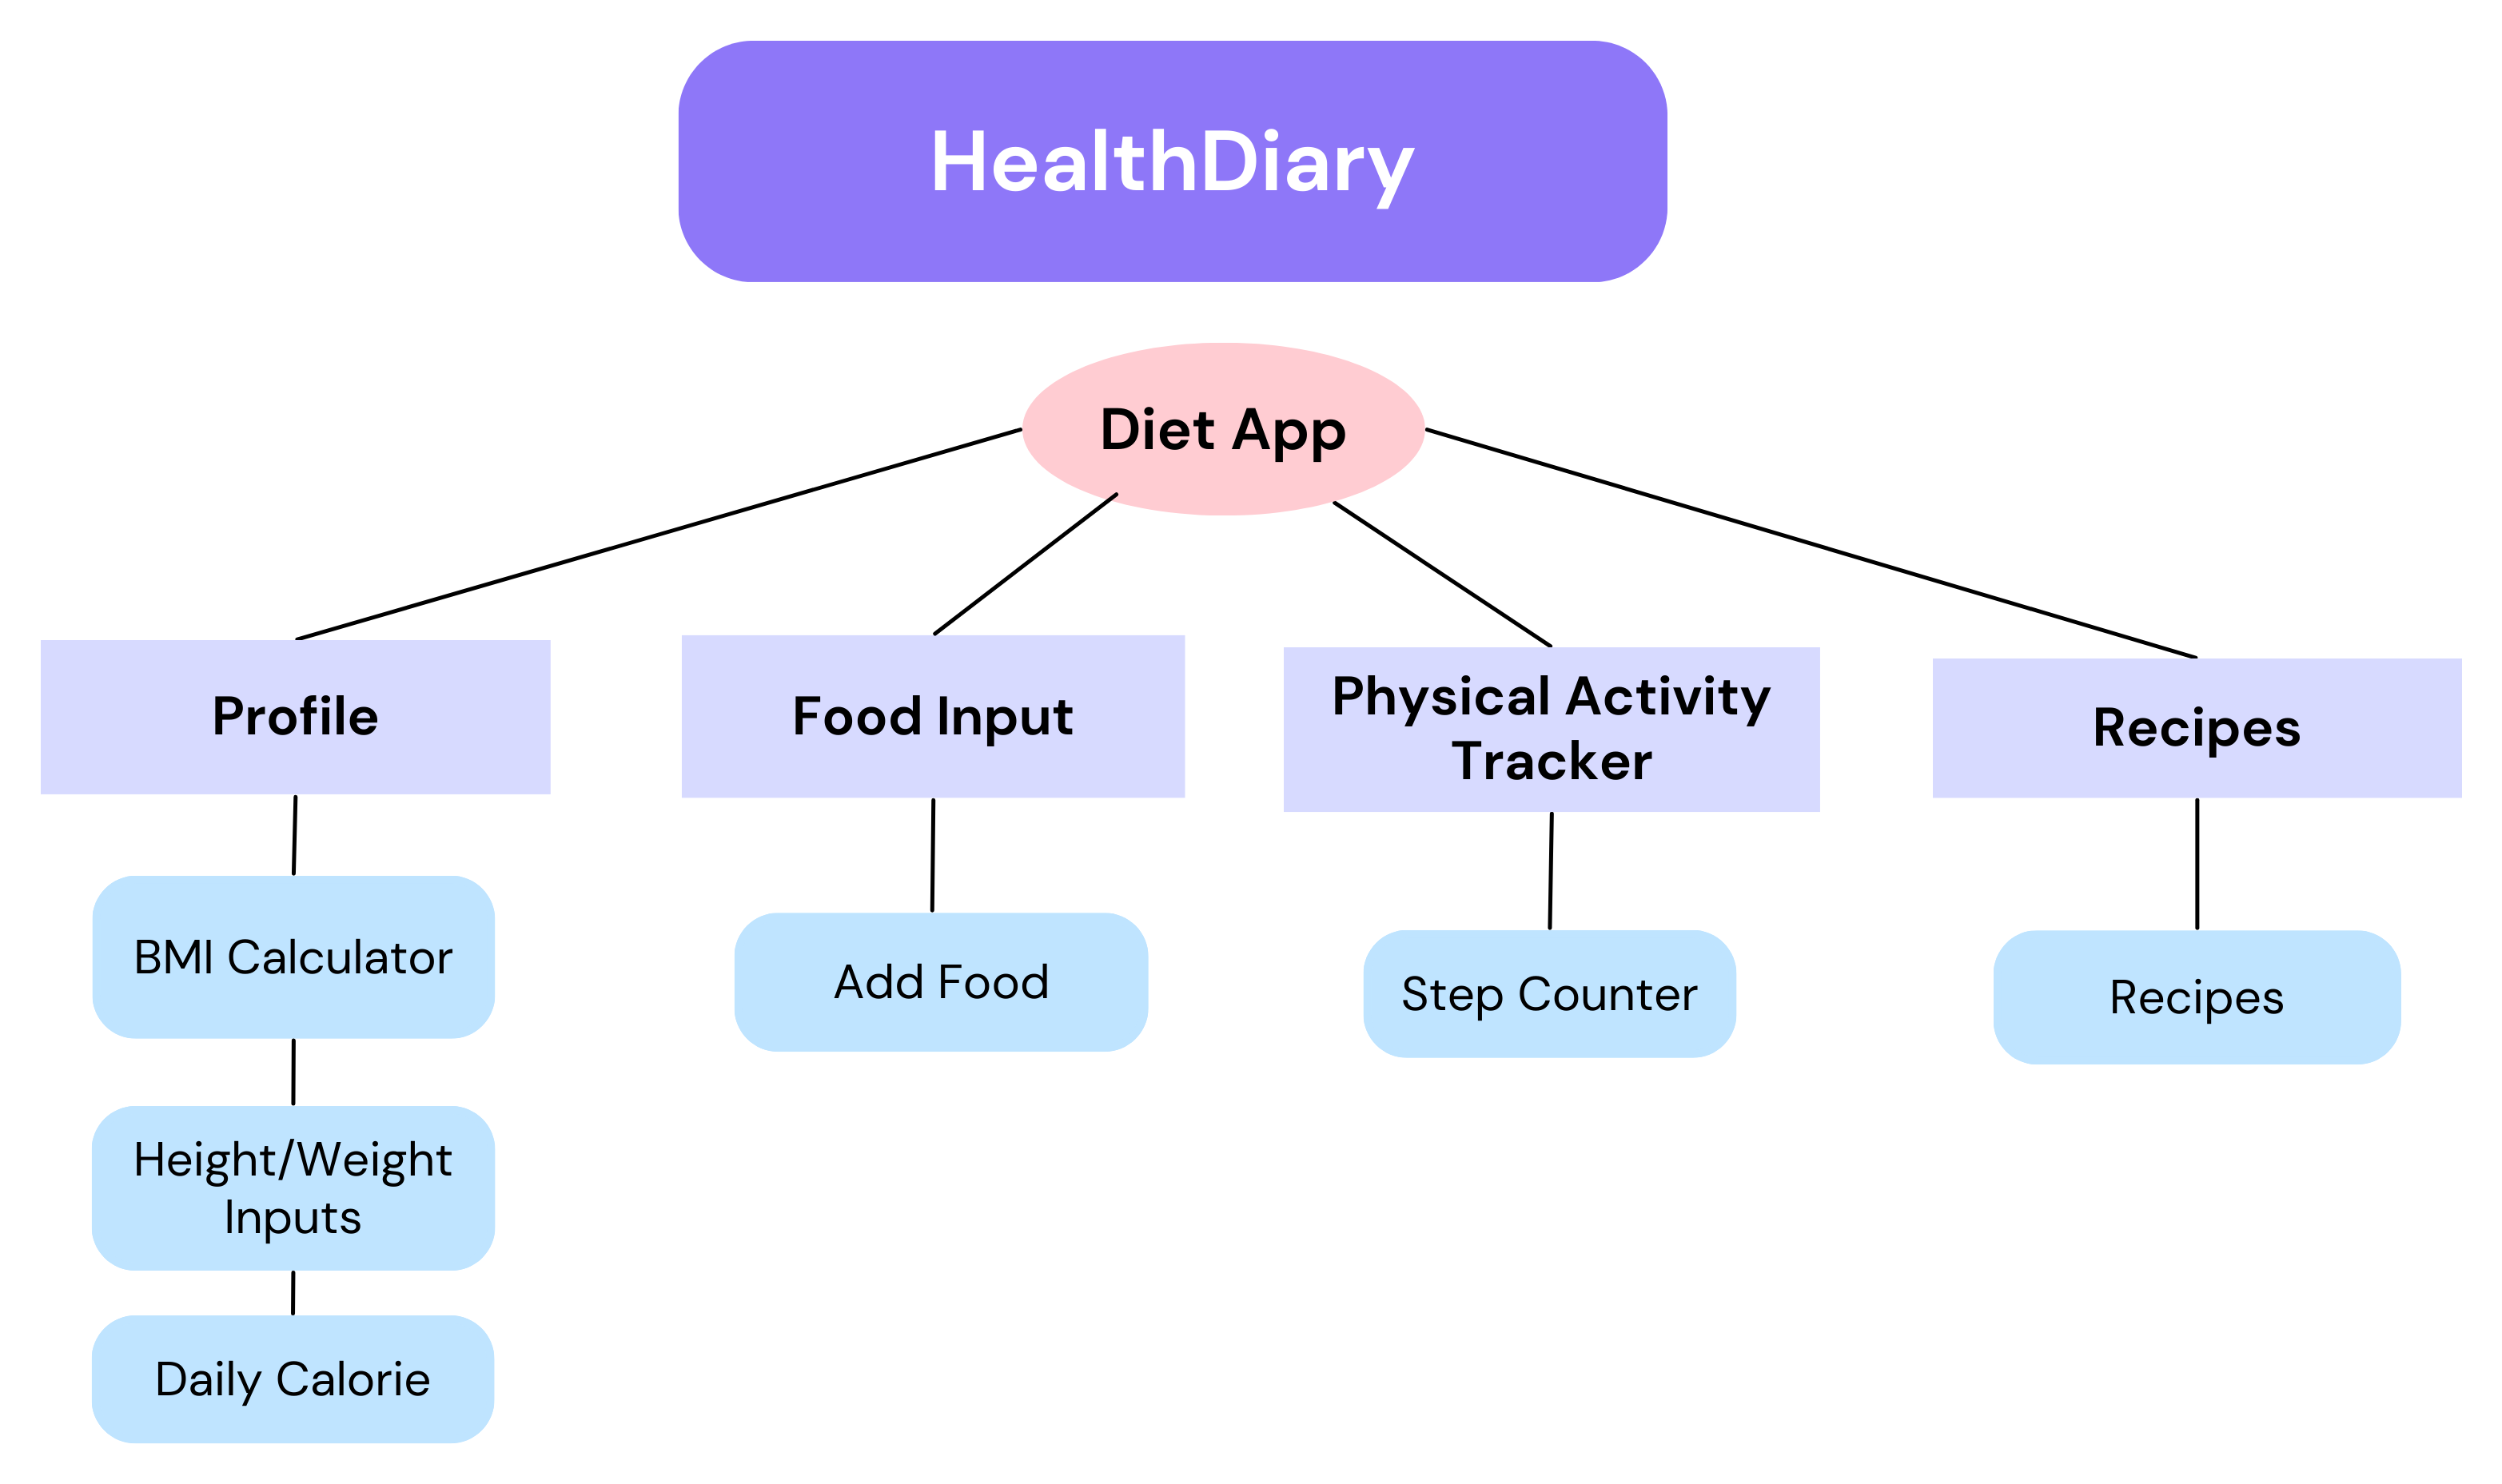 HealthDiary
Diet App
Profile
Food Input
Physical Activity
Tracker
Recipes
BMI Calculator
Add Food
Step Counter
Recipes
Height/Weight
Inputs
Daily Calorie